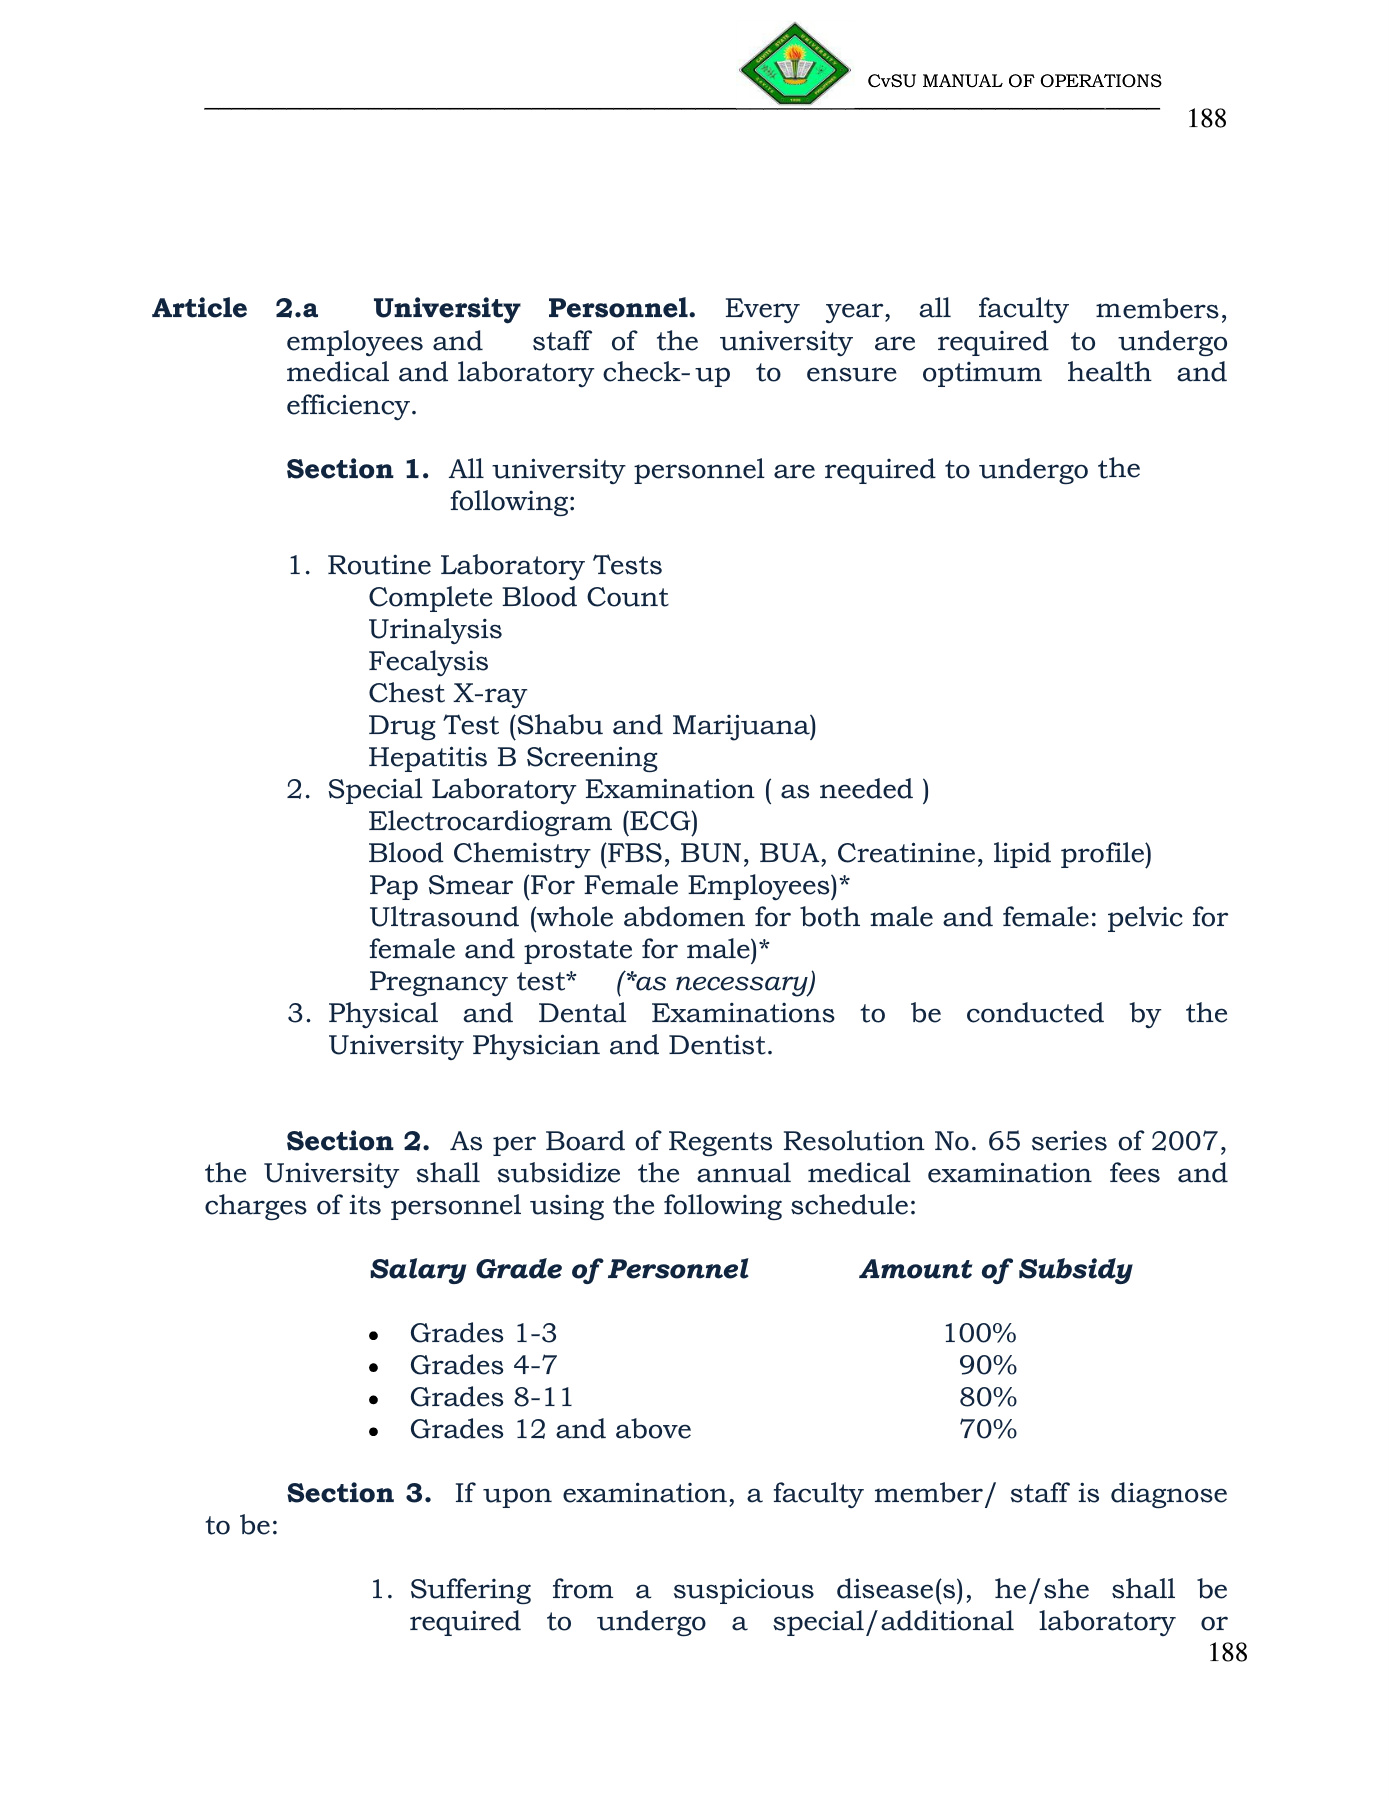 CvSU MANUAL OF OPERATIONS
188
Article 2.a University Personnel. Every year, all faculty members,
employees and staff of the university are required to undergo
medical and laboratory check-up to ensure optimum health and
efficiency.
Section 1. All university personnel are required to undergo the
following:
1. Routine Laboratory Tests
Complete Blood Count
Urinalysis
Fecalysis
Chest X-ray
Drug Test (Shabu and Marijuana)
Hepatitis B Screening
2. Special Laboratory Examination ( as needed )
Electrocardiogram (ECG)
Blood Chemistry (FBS, BUN, BUA, Creatinine, lipid profile)
Pap Smear (For Female Employees)*
Ultrasound (whole abdomen for both male and female: pelvic for
female and prostate for male)*
Pregnancy test* (*as necessary)
3. Physical and Dental Examinations to be conducted by the
University Physician and Dentist.
Section 2. As per Board of Regents Resolution No. 65 series of 2007,
the University shall subsidize the annual medical examination fees and
charges of its personnel using the following schedule:
Salary Grade of Personnel Amount of Subsidy
• Grades 1-3 100%
• Grades 4-7 90%
• Grades 8-11 80%
• Grades 12 and above 70%
Section 3. If upon examination, a faculty member/ staff is diagnose
to be:
1. Suffering from a suspicious disease(s), he/she shall be
required to undergo a special/additional laboratory or
188